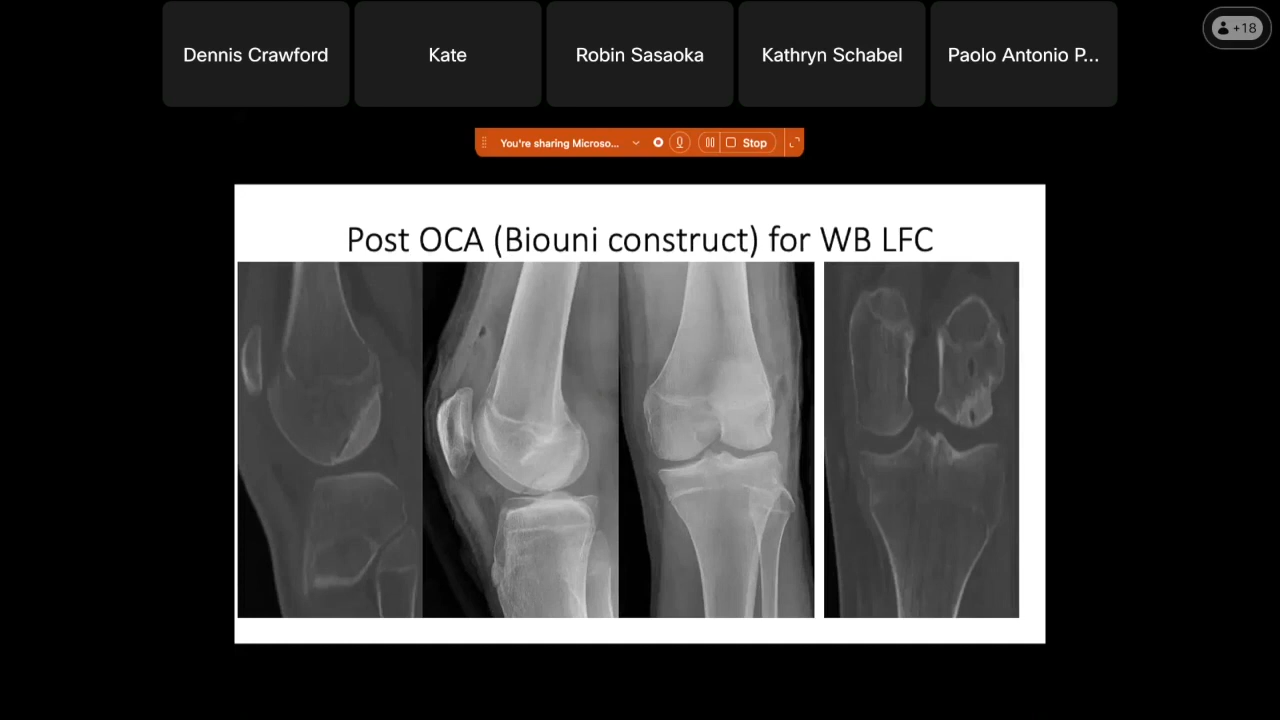 Dennis Crawford
Kate
Robin Sasaoka
Kathryn Schabel
Paolo Antonio P...
+18
You're sharing Microso...
Stop
Post OCA (Biouni construct) for WB LFC